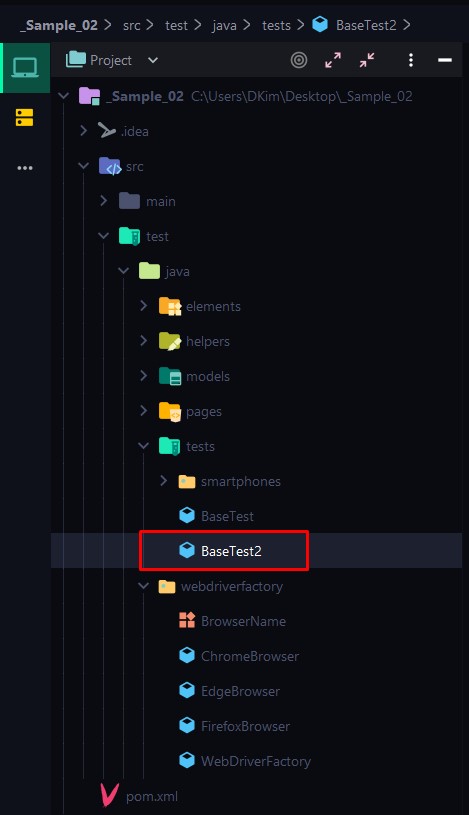 _Sample_02 > src > test > java > tests > BaseTest2 >
Project
_Sample_02 C:\Users\DKim\Desktop\_Sample_02
.idea
src
main
test
java
elements
helpers
models
pages
tests
smartphones
BaseTest
BaseTest2
webdriverfactory
BrowserName
ChromeBrowser
EdgeBrowser
FirefoxBrowser
WebDriverFactory
pom.xml